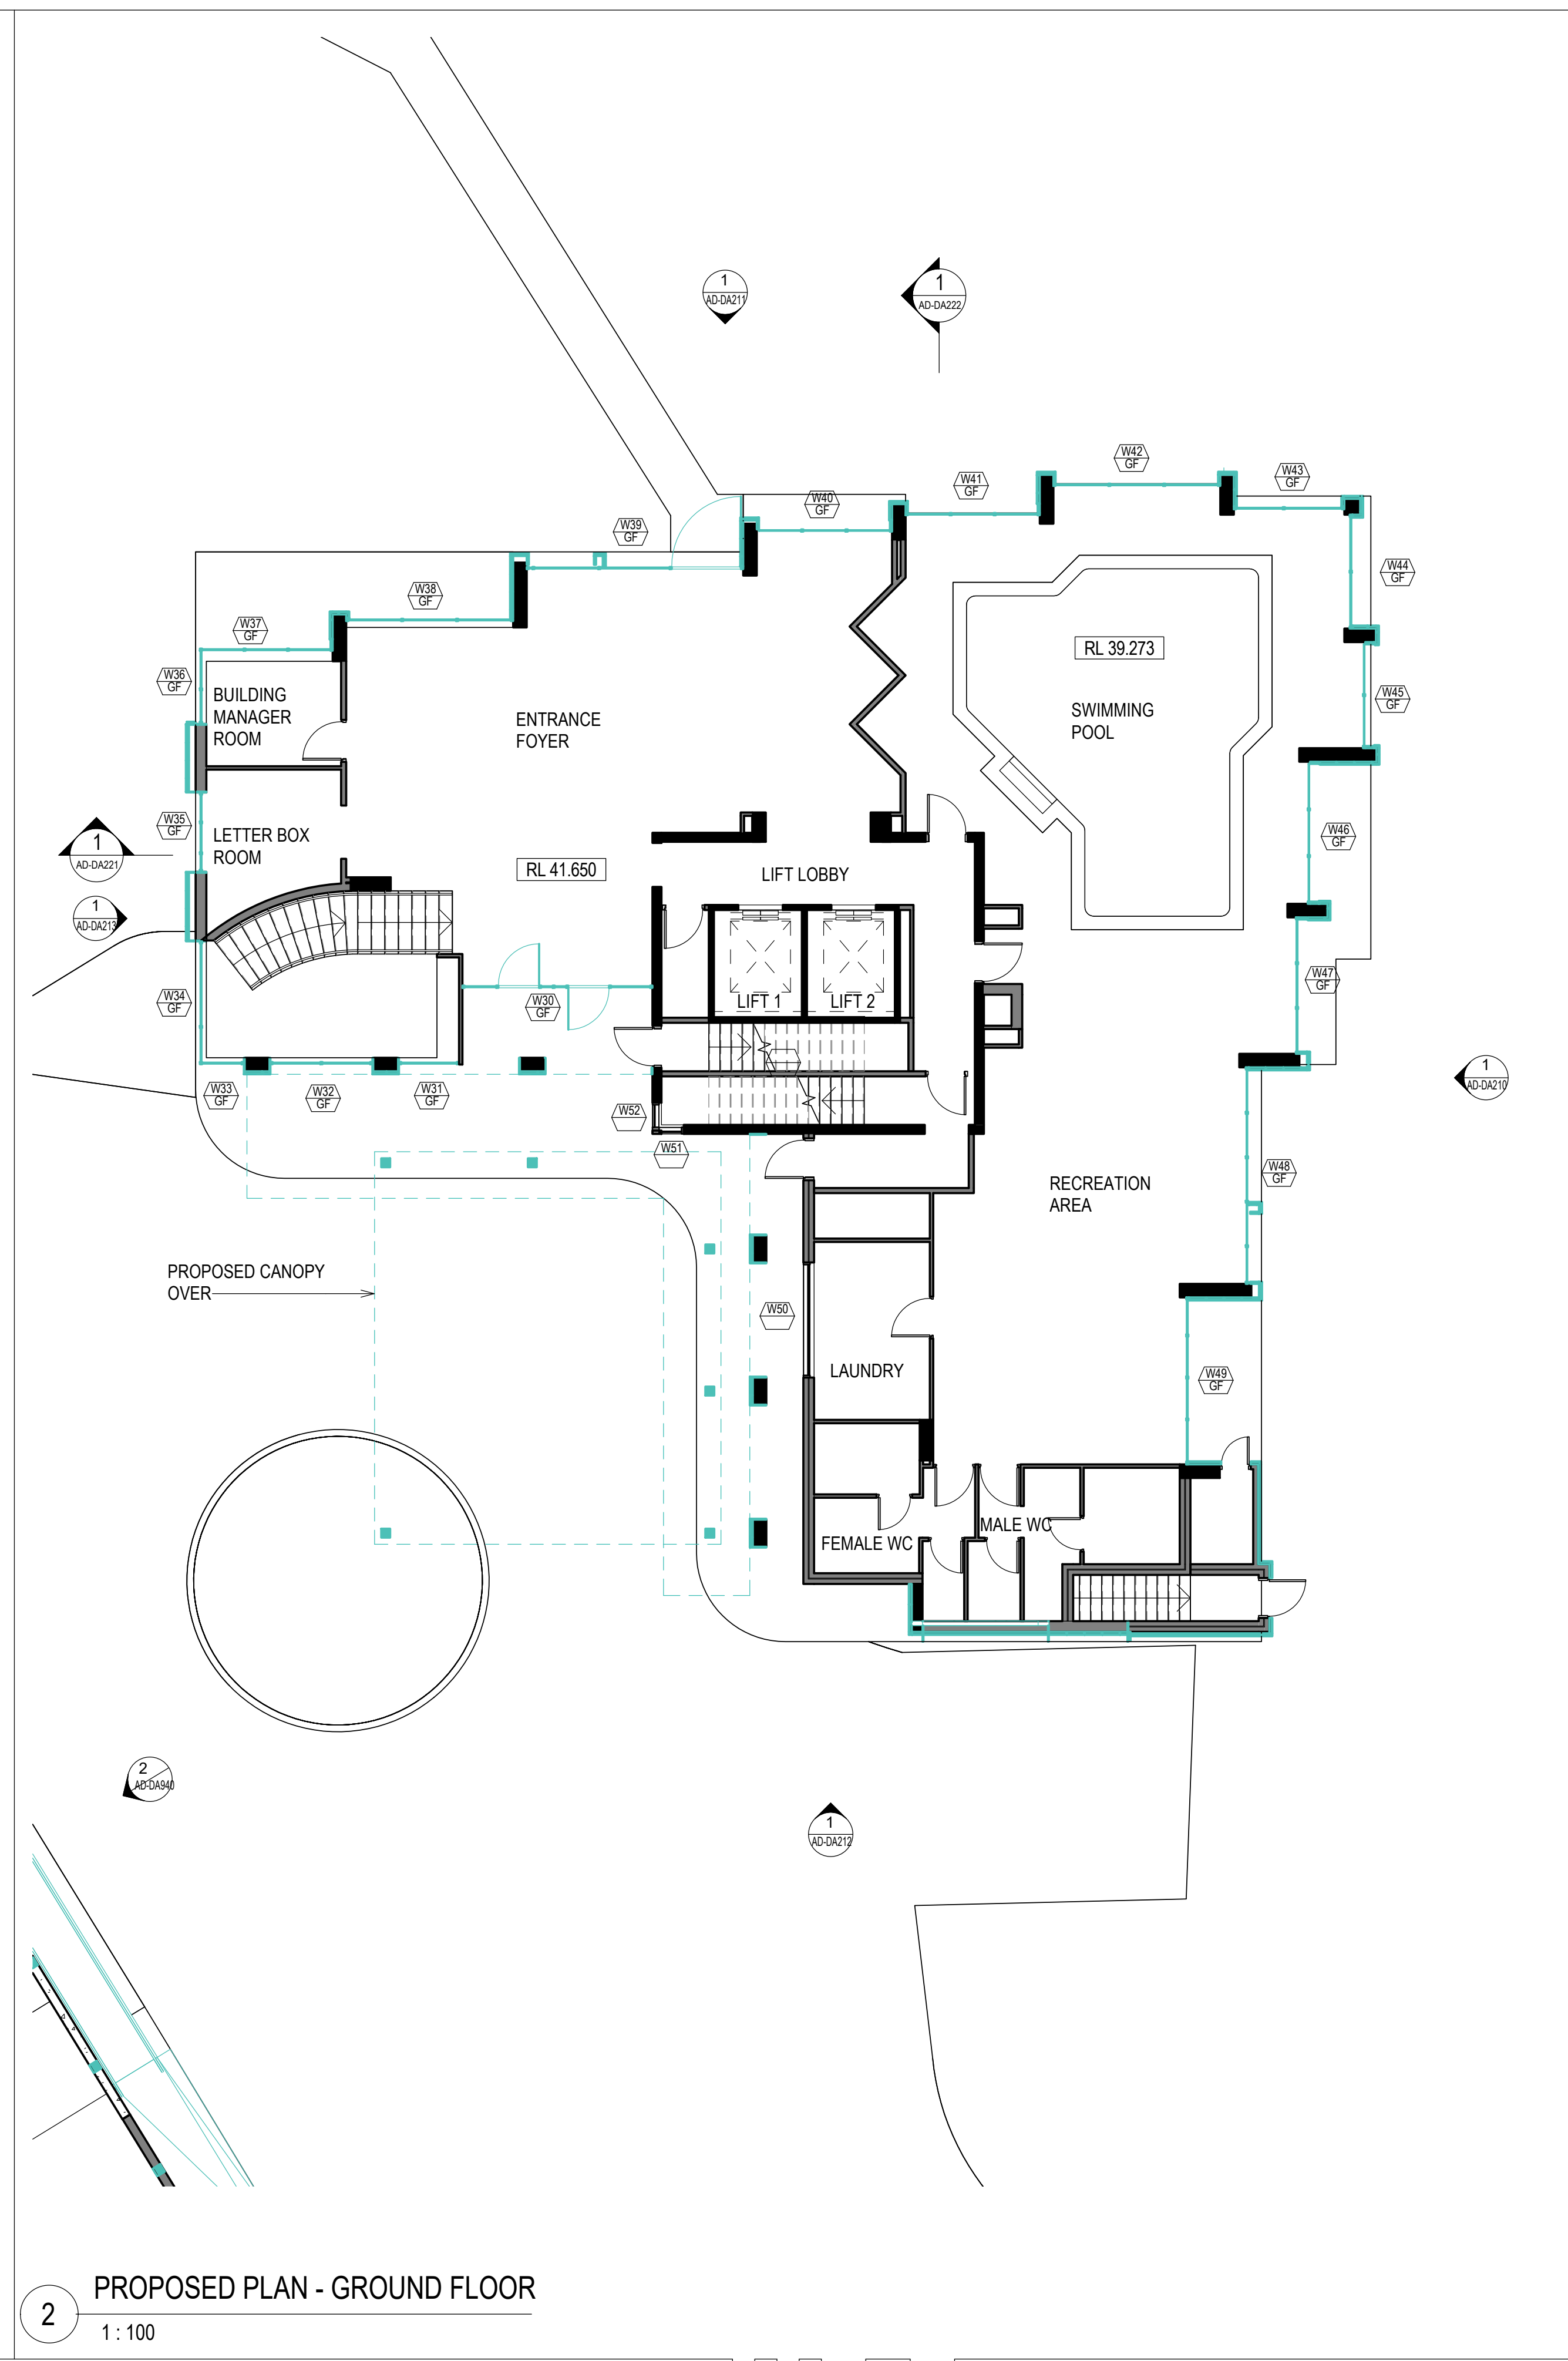 1
AD-DA211
1
AD-DA222
W42
GF
W43
GF
W41
GF
W40
GF
W39
GF
W44
GF
W38
GF
W37
GF
RL 39.273
W36
GF
BUILDING
MANAGER
ROOM
W45
GF
ENTRANCE
FOYER
SWIMMING
POOL
W35
GF
LETTER BOX
ROOM
W46
GF
1
AD-DA221
RL 41.650
LIFT LOBBY
1
AD-DA213
W34
GF
W30
GF
LIFT 1
LIFT 2
W47
GF
1
AD-DA210
W33
GF
W32
GF
W31
GF
W52
W51
W48
GF
RECREATION
AREA
PROPOSED CANOPY
OVER
W50
LAUNDRY
W49
GF
FEMALE WC
MALE WC
2
AD-DA940
1
AD-DA212
2
PROPOSED PLAN - GROUND FLOOR
1 : 100